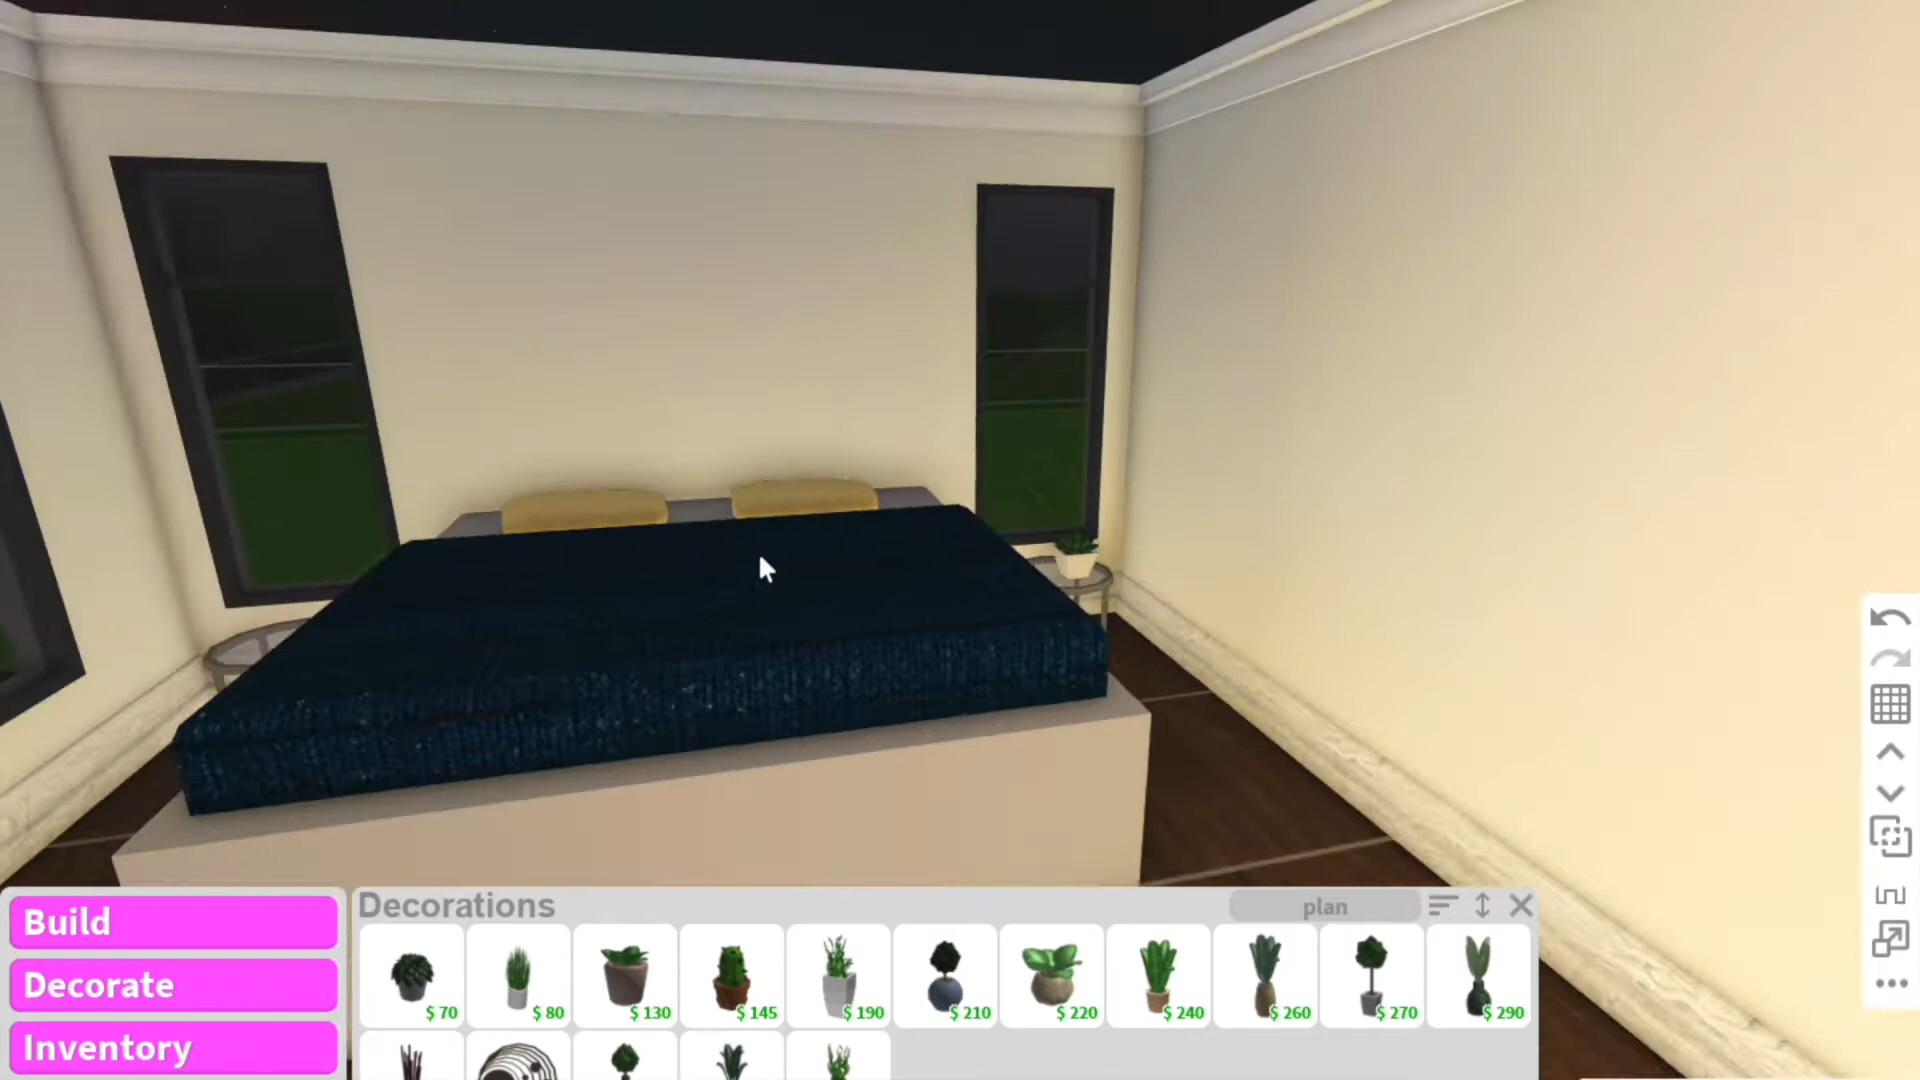 Build
Decorate
Inventory
Decorations
plan
$ 70
$ 80
$ 130
$ 145
$ 190
$ 210
$ 220
$ 240
$ 260
$ 270
$ 290